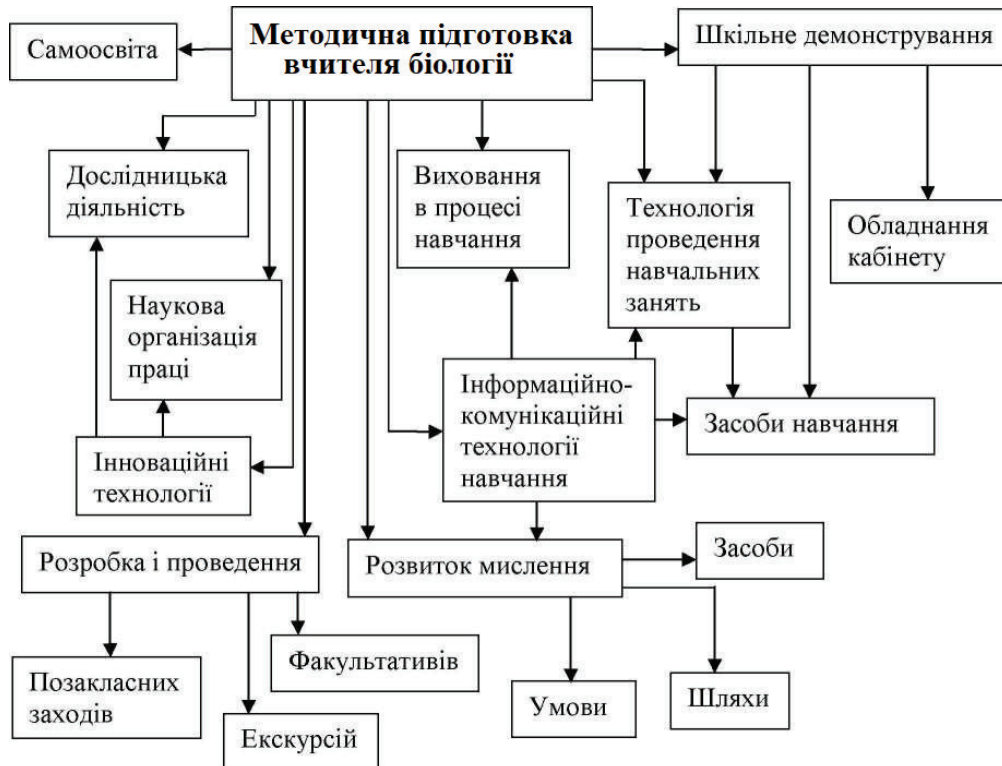 Методична підготовка
вчителя біології
Самоосвіта
Шкільне демонстрування
Дослідницька
діяльність
Виховання
в процесі
навчання
Технологія
проведення
навчальних
занять
Обладнання
кабінету
Наукова
організація
праці
Інформаційно-
комунікаційні
технології
навчання
Засоби навчання
Інноваційні
технології
Розробка і проведення
Розвиток мислення
Засоби
Позакласних
заходів
Екскурсій
Факультативів
Умови
Шляхи